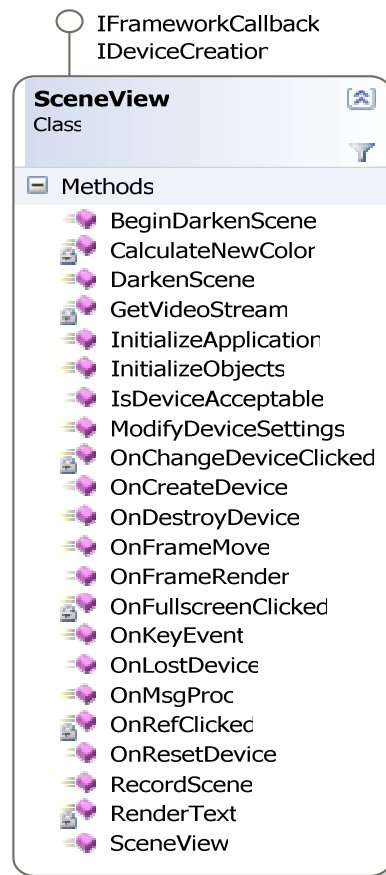 IFrameworkCallback
IDeviceCreation
SceneView
Class
Methods
BeginDarkenScene
CalculateNewColor
DarkenScene
GetVideoStream
InitializeApplication
InitializeObjects
IsDeviceAcceptable
ModifyDeviceSettings
OnChangeDeviceClicked
OnCreateDevice
OnDestroyDevice
OnFrameMove
OnFrameRender
OnFullscreenClicked
OnKeyEvent
OnLostDevice
OnMsgProc
OnRefClicked
OnResetDevice
RecordScene
RenderText
SceneView